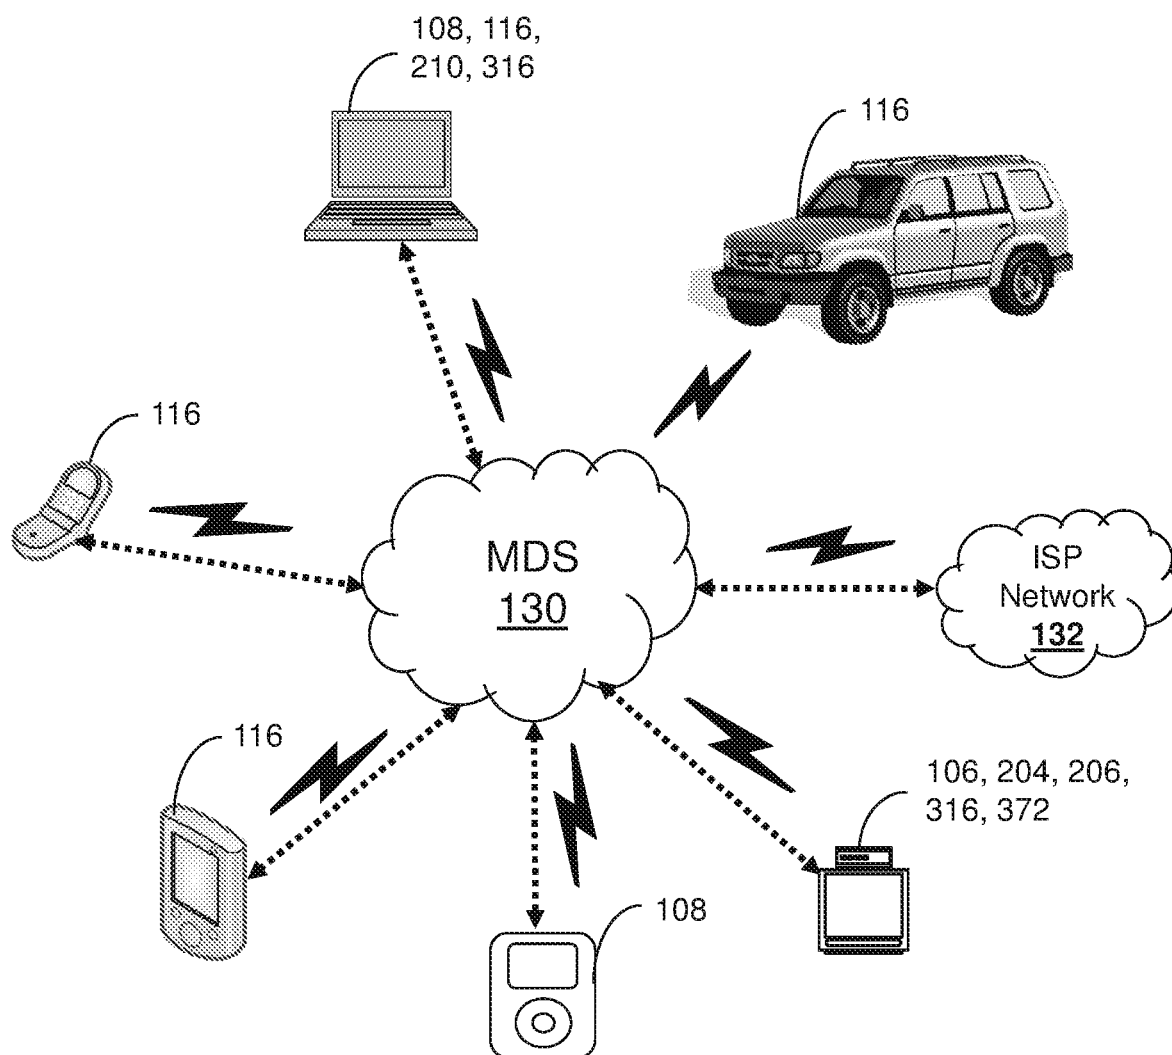 108, 116,
210, 316
116
116
MDS
130
ISP
Network
132
116
106, 204, 206,
316, 372
108